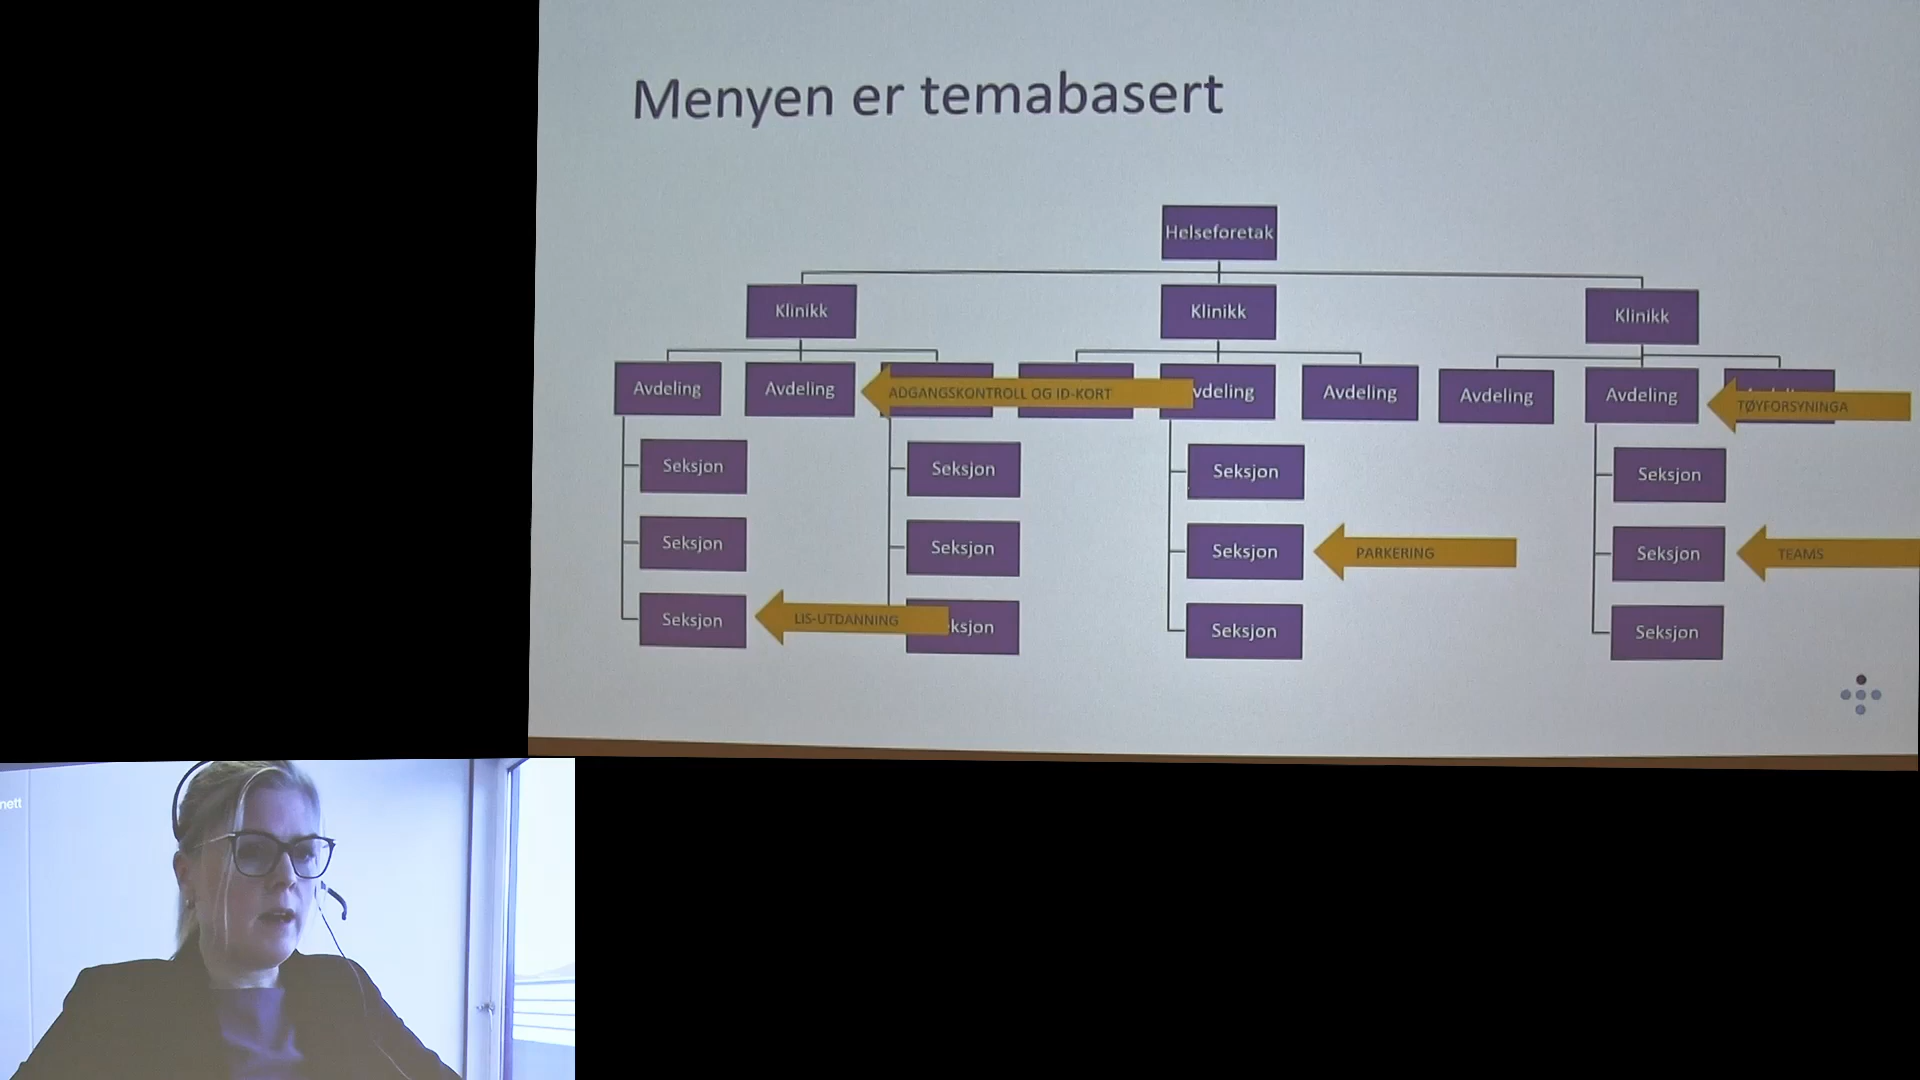 Menyen er temabasert
Helseforetak
Klinikk
Klinikk
Klinikk
Avdeling
Avdeling
ADGANGSKONTROLL OG ID-KORT
vdeling
Avdeling
Avdeling
Avdeling
TØYFORSYNINGA
Seksjon
Seksjon
Seksjon
Seksjon
Seksjon
Seksjon
Seksjon
PARKERING
Seksjon
TEAMS
Seksjon
LIS-UTDANNING
ksjon
Seksjon
Seksjon
nett